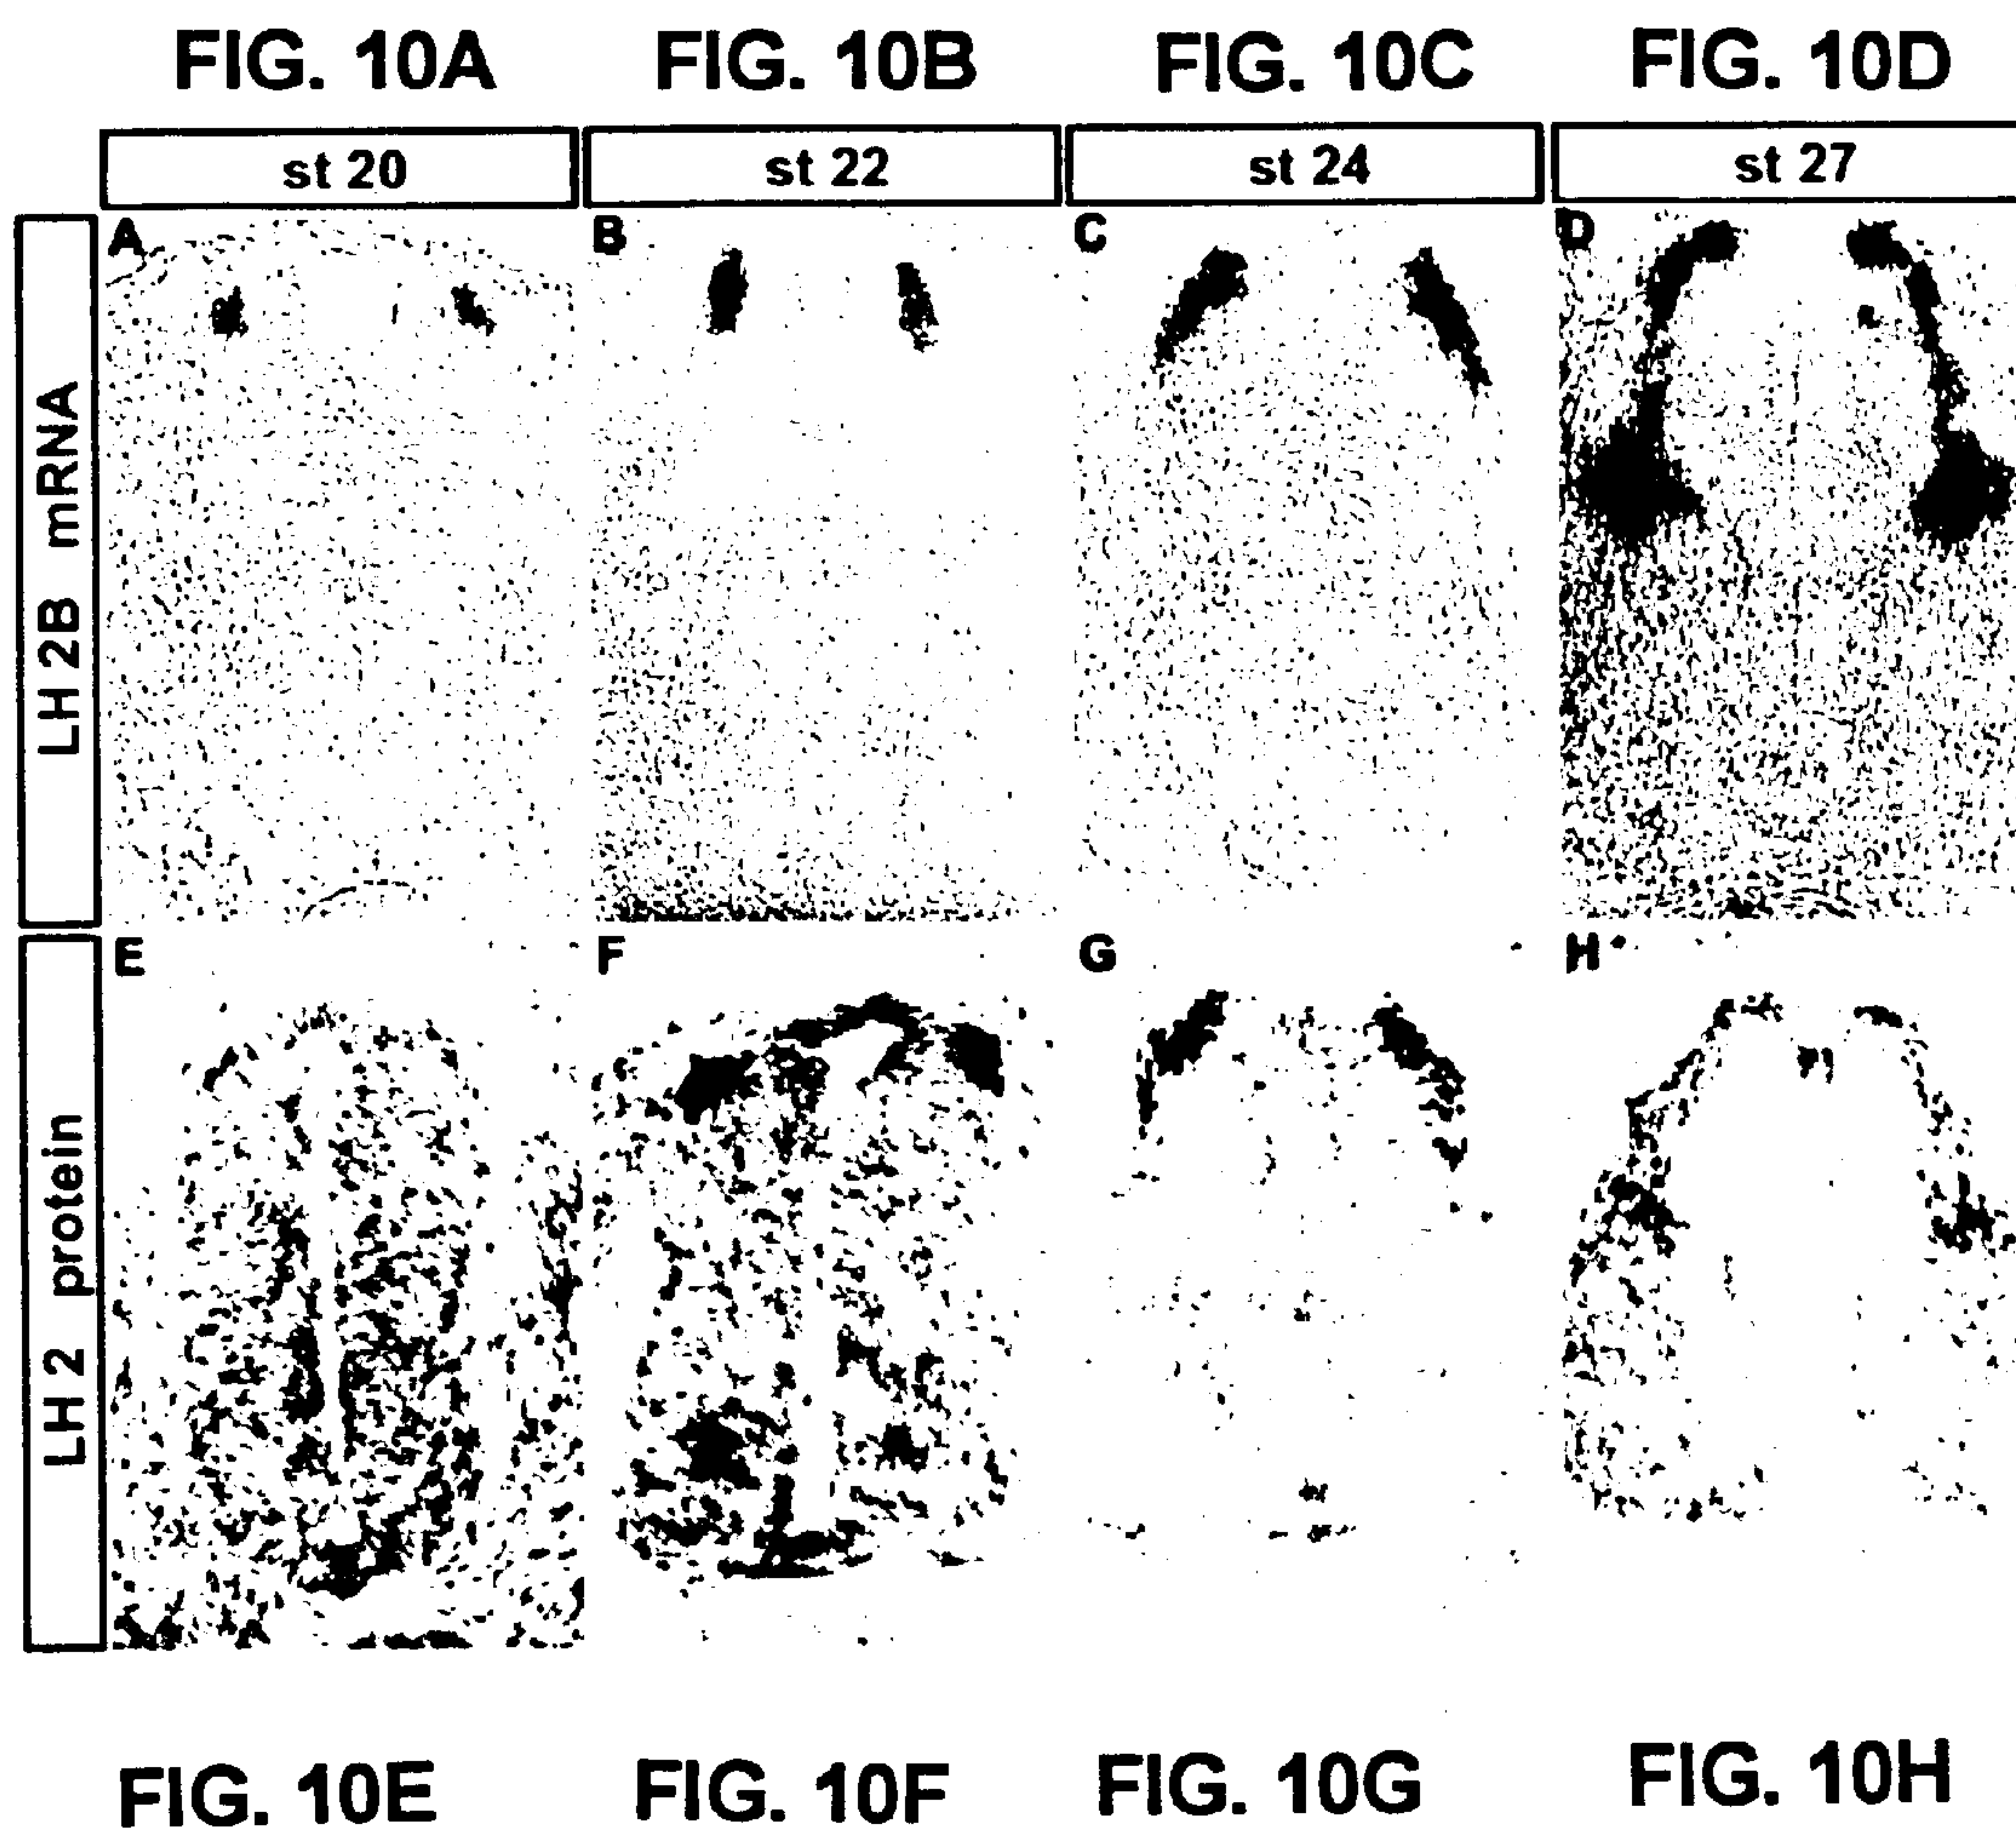 FIG. 10A FIG. 10B FIG. 10C FIG. 10D
st 20 st 22 st 24 st 27
LH 2B mRNA
A B C D
LH 2 protein
E F G H
FIG. 10E FIG. 10F FIG. 10G FIG. 10H